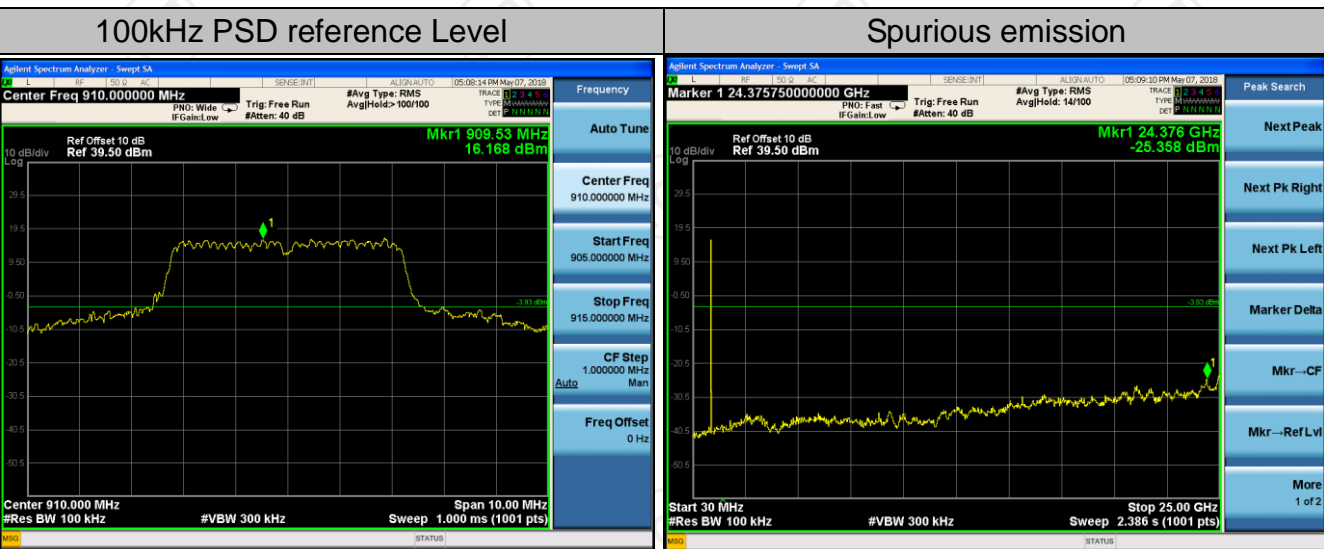 100kHz PSD reference Level
Agilent Spectrum Analyzer - Swept SA
L RF 50 Ω AC SENSE:INT ALIGN AUTO 05:08:14 PM May 07, 2018
Center Freq 910.000000 MHz
PNO: Wide
IFGain:Low
Trig: Free Run
#Atten: 40 dB
#Avg Type: RMS
Avg|Hold:>100/100
TRACE 1 2 3 4 5 6
TYPE M
DET P N N N N N
Ref Offset 10 dB
Ref 39.50 dBm
Mkr1 909.53 MHz
16.168 dBm
10 dB/div
Log
29.5
19.5
9.50
-0.50
-10.5
-20.5
-30.5
-40.5
-50.5
1
-3.93 dBm
Center 910.000 MHz
Span 10.00 MHz
#Res BW 100 kHz
#VBW 300 kHz
Sweep 1.000 ms (1001 pts)
MSG
STATUS
Frequency
Auto Tune
Center Freq
910.000000 MHz
Start Freq
905.000000 MHz
Stop Freq
915.000000 MHz
CF Step
1.000000 MHz
Auto Man
Freq Offset
0 Hz
Spurious emission
Agilent Spectrum Analyzer - Swept SA
L RF 50 Ω AC SENSE:INT ALIGN AUTO 05:09:10 PM May 07, 2018
Marker 1 24.375750000000 GHz
PNO: Fast
IFGain:Low
Trig: Free Run
#Atten: 40 dB
#Avg Type: RMS
Avg|Hold: 14/100
TRACE 1 2 3 4 5 6
TYPE M
DET P N N N N N
Ref Offset 10 dB
Ref 39.50 dBm
Mkr1 24.376 GHz
-25.358 dBm
10 dB/div
Log
29.5
19.5
9.50
-0.50
-10.5
-20.5
-30.5
-40.5
-50.5
1
-3.93 dBm
Start 30 MHz
Stop 25.00 GHz
#Res BW 100 kHz
#VBW 300 kHz
Sweep 2.386 s (1001 pts)
MSG
STATUS
Peak Search
Next Peak
Next Pk Right
Next Pk Left
Marker Delta
Mkr→CF
Mkr→Ref Lvl
More
1 of 2